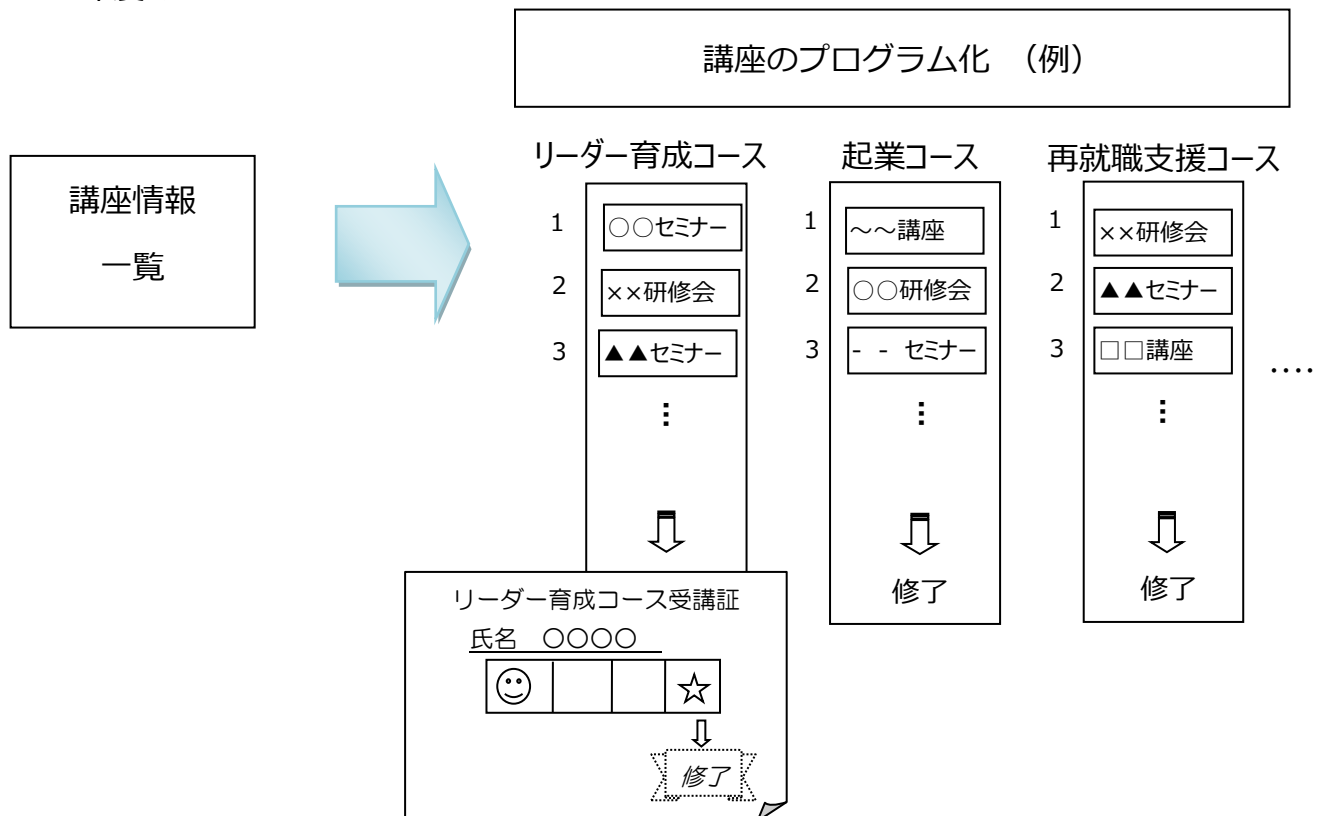 講座のプログラム化 （例）
講座情報
一覧
リーダー育成コース
1 ○○セミナー
2 ××研修会
3 ▲▲セミナー
⋮
起業コース
1 ～～講座
2 ○○研修会
3 - - セミナー
⋮
修了
再就職支援コース
1 ××研修会
2 ▲▲セミナー
3 □□講座
⋮
修了
‥‥
リーダー育成コース受講証
氏名 ○○○○
☆
修了